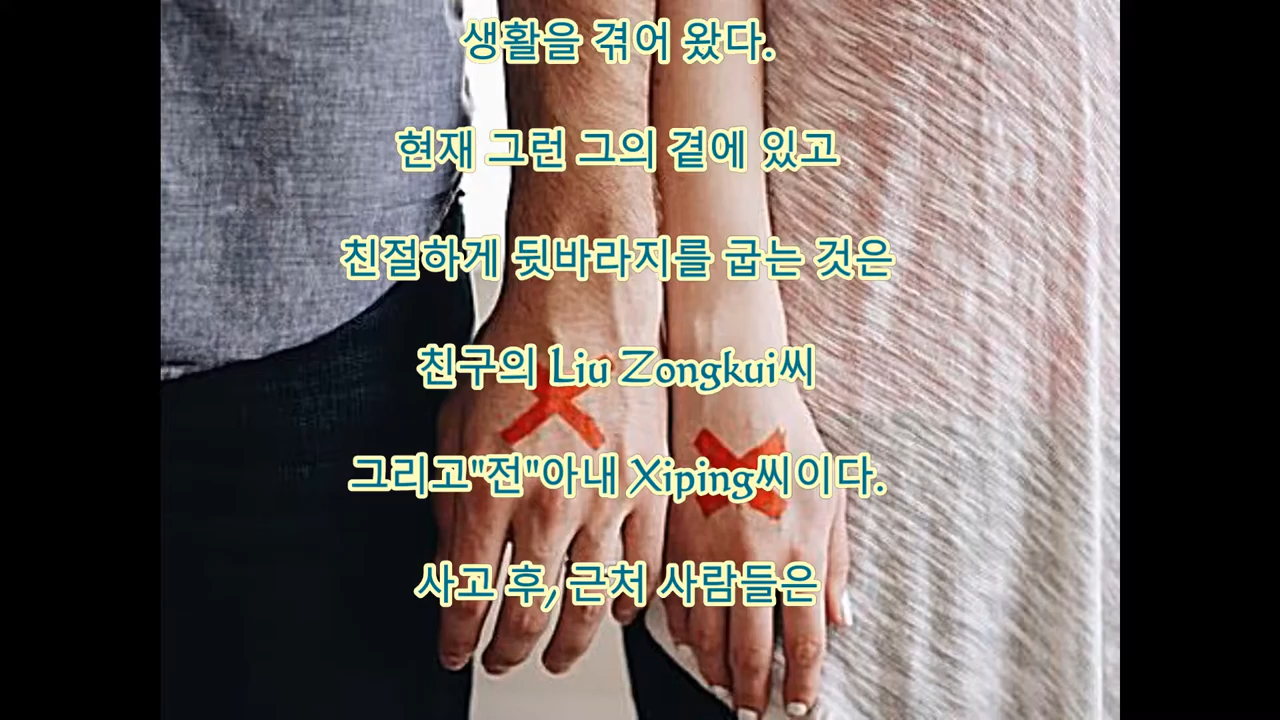 생활을 겪어 왔다.
현재 그런 그의 곁에 있고
친절하게 뒷바라지를 굽는 것은
친구의 Liu Zongkui씨
그리고"전"아내 Xiping씨이다.
사고 후, 근처 사람들은